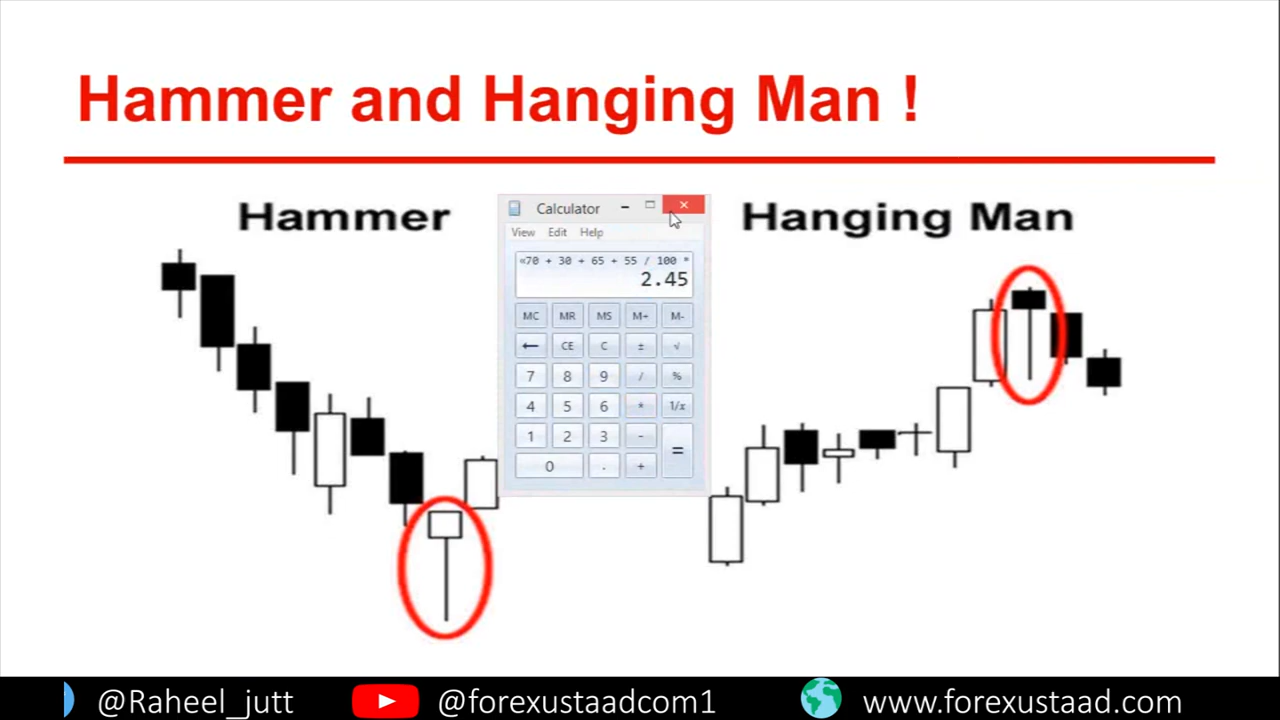 Hammer and Hanging Man !
Hammer
Hanging Man
Calculator
View Edit Help
«70 + 30 + 65 + 55 / 100 *
2.45
MC MR MS M+ M-
← CE C ± √
7 8 9 / %
4 5 6 * 1/x
1 2 3 - =
0 . +
@Raheel_jutt @forexustaadcom1 www.forexustaad.com